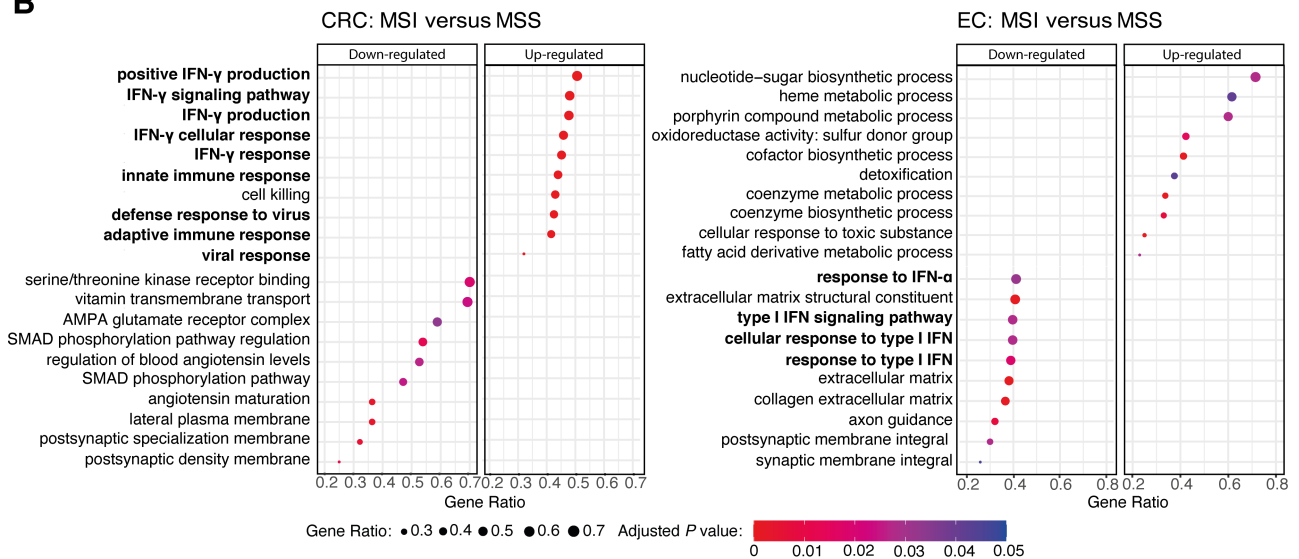 B
CRC: MSI versus MSS
Down-regulated
Up-regulated
positive IFN-γ production
IFN-γ signaling pathway
IFN-γ production
IFN-γ cellular response
IFN-γ response
innate immune response
cell killing
defense response to virus
adaptive immune response
viral response
serine/threonine kinase receptor binding
vitamin transmembrane transport
AMPA glutamate receptor complex
SMAD phosphorylation pathway regulation
regulation of blood angiotensin levels
SMAD phosphorylation pathway
angiotensin maturation
lateral plasma membrane
postsynaptic specialization membrane
postsynaptic density membrane
0.2 0.3 0.4 0.5 0.6 0.7 0.2 0.3 0.4 0.5 0.6 0.7
Gene Ratio
EC: MSI versus MSS
Down-regulated
Up-regulated
nucleotide−sugar biosynthetic process
heme metabolic process
porphyrin compound metabolic process
oxidoreductase activity: sulfur donor group
cofactor biosynthetic process
detoxification
coenzyme metabolic process
coenzyme biosynthetic process
cellular response to toxic substance
fatty acid derivative metabolic process
response to IFN-α
extracellular matrix structural constituent
type I IFN signaling pathway
cellular response to type I IFN
response to type I IFN
extracellular matrix
collagen extracellular matrix
axon guidance
postsynaptic membrane integral
synaptic membrane integral
0.2 0.4 0.6 0.8 0.2 0.4 0.6 0.8
Gene Ratio
Gene Ratio: 0.3 0.4 0.5 0.6 0.7
Adjusted P value:
0 0.01 0.02 0.03 0.04 0.05